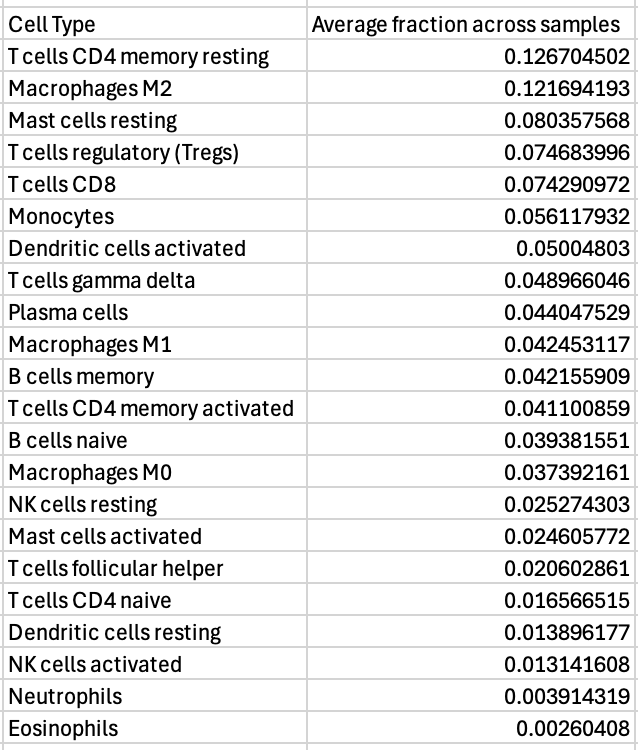 Cell Type Average fraction across samples
T cells CD4 memory resting 0.126704502
Macrophages M2 0.121694193
Mast cells resting 0.080357568
T cells regulatory (Tregs) 0.074683996
T cells CD8 0.074290972
Monocytes 0.056117932
Dendritic cells activated 0.05004803
T cells gamma delta 0.048966046
Plasma cells 0.044047529
Macrophages M1 0.042453117
B cells memory 0.042155909
T cells CD4 memory activated 0.041100859
B cells naive 0.039381551
Macrophages M0 0.037392161
NK cells resting 0.025274303
Mast cells activated 0.024605772
T cells follicular helper 0.020602861
T cells CD4 naive 0.016566515
Dendritic cells resting 0.013896177
NK cells activated 0.013141608
Neutrophils 0.003914319
Eosinophils 0.00260408